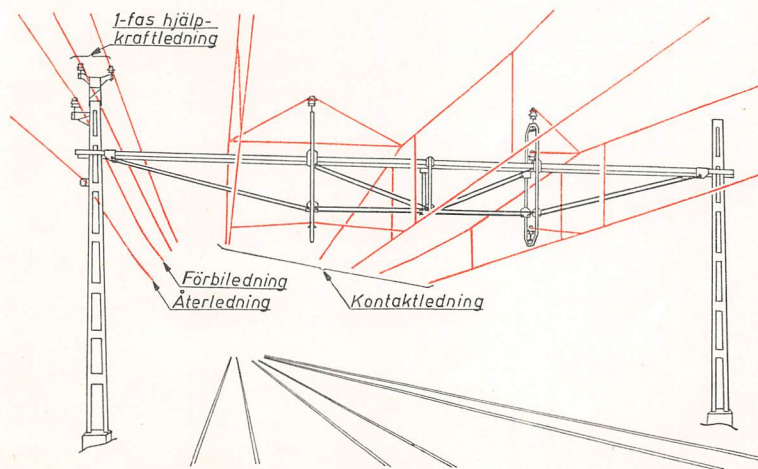 1-fas hjälp-
kraftledning
Förbiledning
Återledning
Kontaktledning